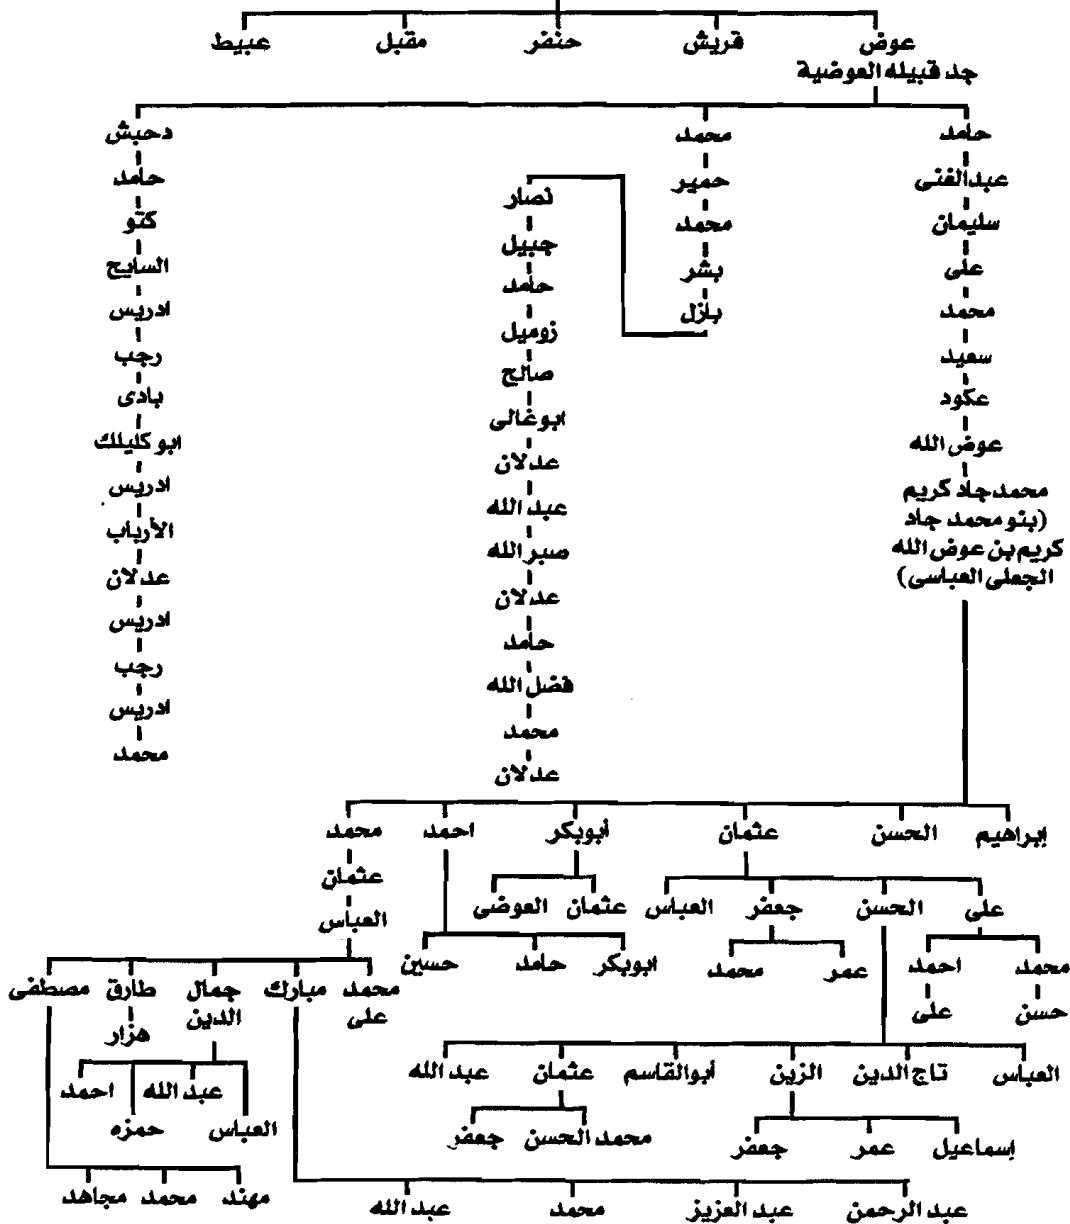 عوض قريش حنفر مقبل عبيط
جد قبيله العوضية
حامد محمد دحبش
عبدالغنى حمير نصار حامد
سليمان محمد جبيل كتو
على بشر حامد السايح
محمد بازل زوميل ادريس
سعيد صالح رجب
عكود ابوغالى بادى
عوض الله عدلان ابو كليلك
محمد جاد كريم عبد الله ادريس
(بنو محمد جاد
كريم بن عوض الله صبر الله الأرباب
الجعلى العباسى) عدلان عدلان
حامد ادريس
فضل الله رجب
محمد ادريس
عدلان محمد
إبراهيم الحسن عثمان أبوبكر احمد محمد
عثمان
على الحسن جعفر العباس عثمان العوضى العباس
محمد احمد عمر محمد ابوبكر حامد حسين
حسن على
محمد مبارك جمال طارق مصطفى
على الدين هزار
العباس تاج الدين الزين أبوالقاسم عثمان عبد الله
عبد الله احمد
العباس حمزه
إسماعيل عمر جعفر محمد الحسن جعفر
مهند محمد مجاهد
عبد الرحمن عبد العزيز محمد عبد الله